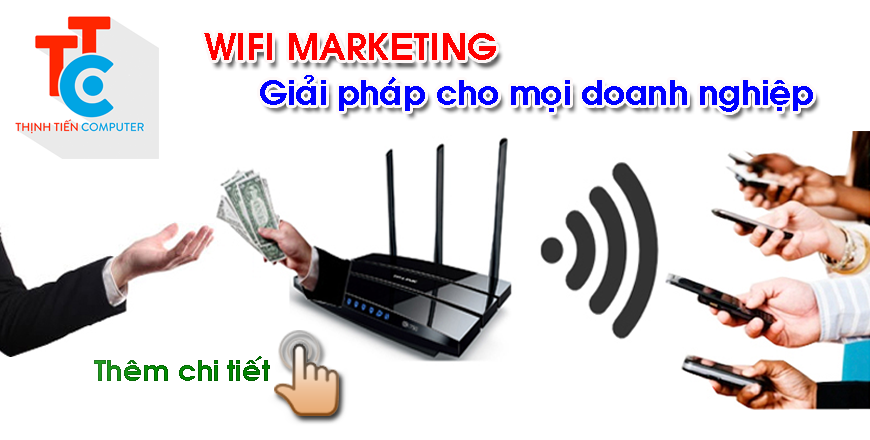 TTC
THỊNH TIẾN COMPUTER
WIFI MARKETING
Giải pháp cho mọi doanh nghiệp
Thêm chi tiết